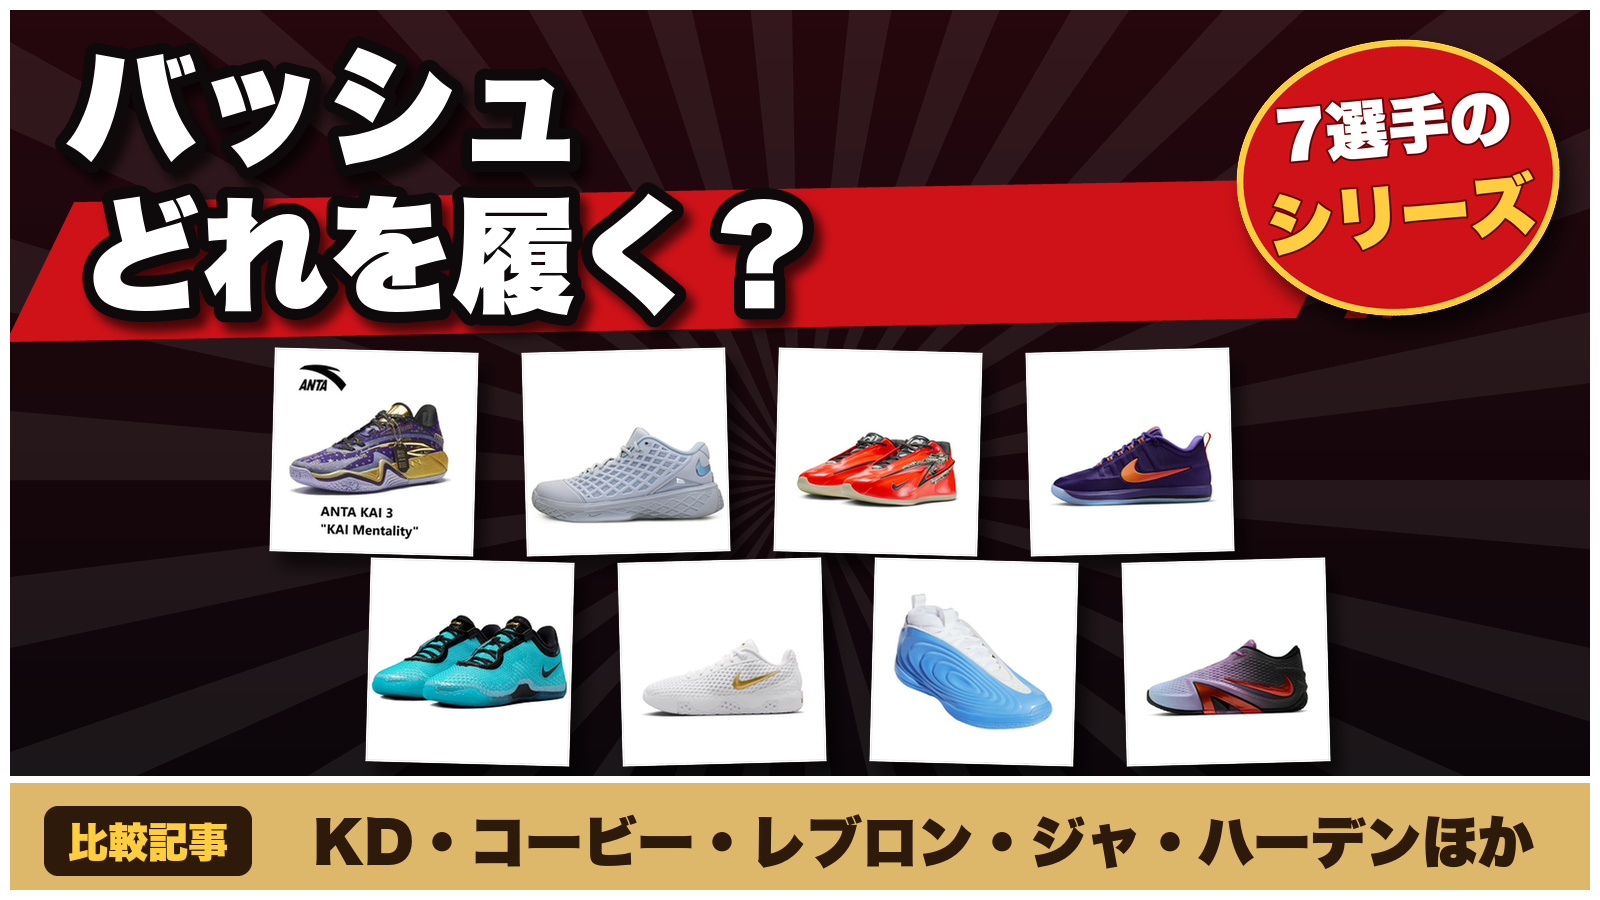 バッシュ
どれを履く?
7選手の
シリーズ
ANTA
ANTA KAI 3
"KAI Mentality"
比較記事
KD・コービー・レブロン・ジャ・ハーデンほか